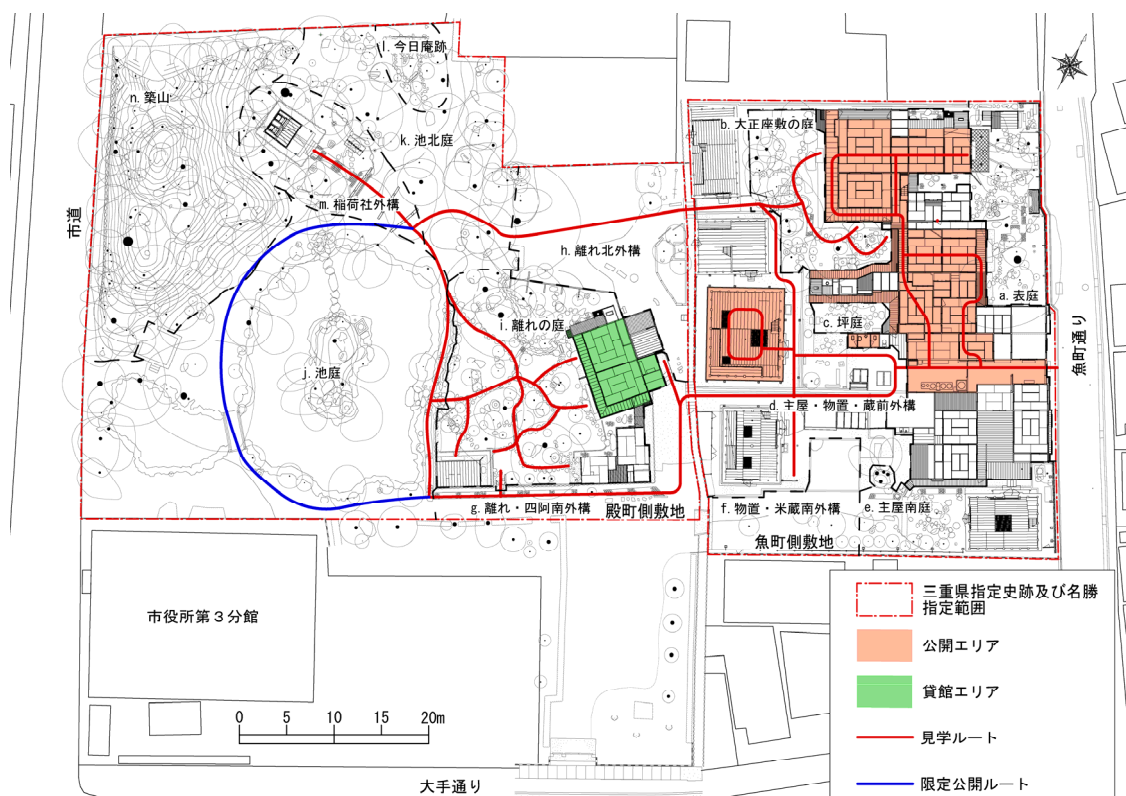 l. 今日庵跡
n. 築山
k. 池北庭
b. 大正座敷の庭
m. 稲荷社外構
市道
h. 離れ北外構
a. 表庭
i. 離れの庭
c. 坪庭
魚町通り
j. 池庭
d. 主屋・物置・蔵前外構
g. 離れ・四阿南外構
殿町側敷地
f. 物置・米蔵南外構
e. 主屋南庭
魚町側敷地
市役所第３分館
0 5 10 15 20m
大手通り
三重県指定史跡及び名勝
指定範囲
公開エリア
貸館エリア
見学ルート
限定公開ルート